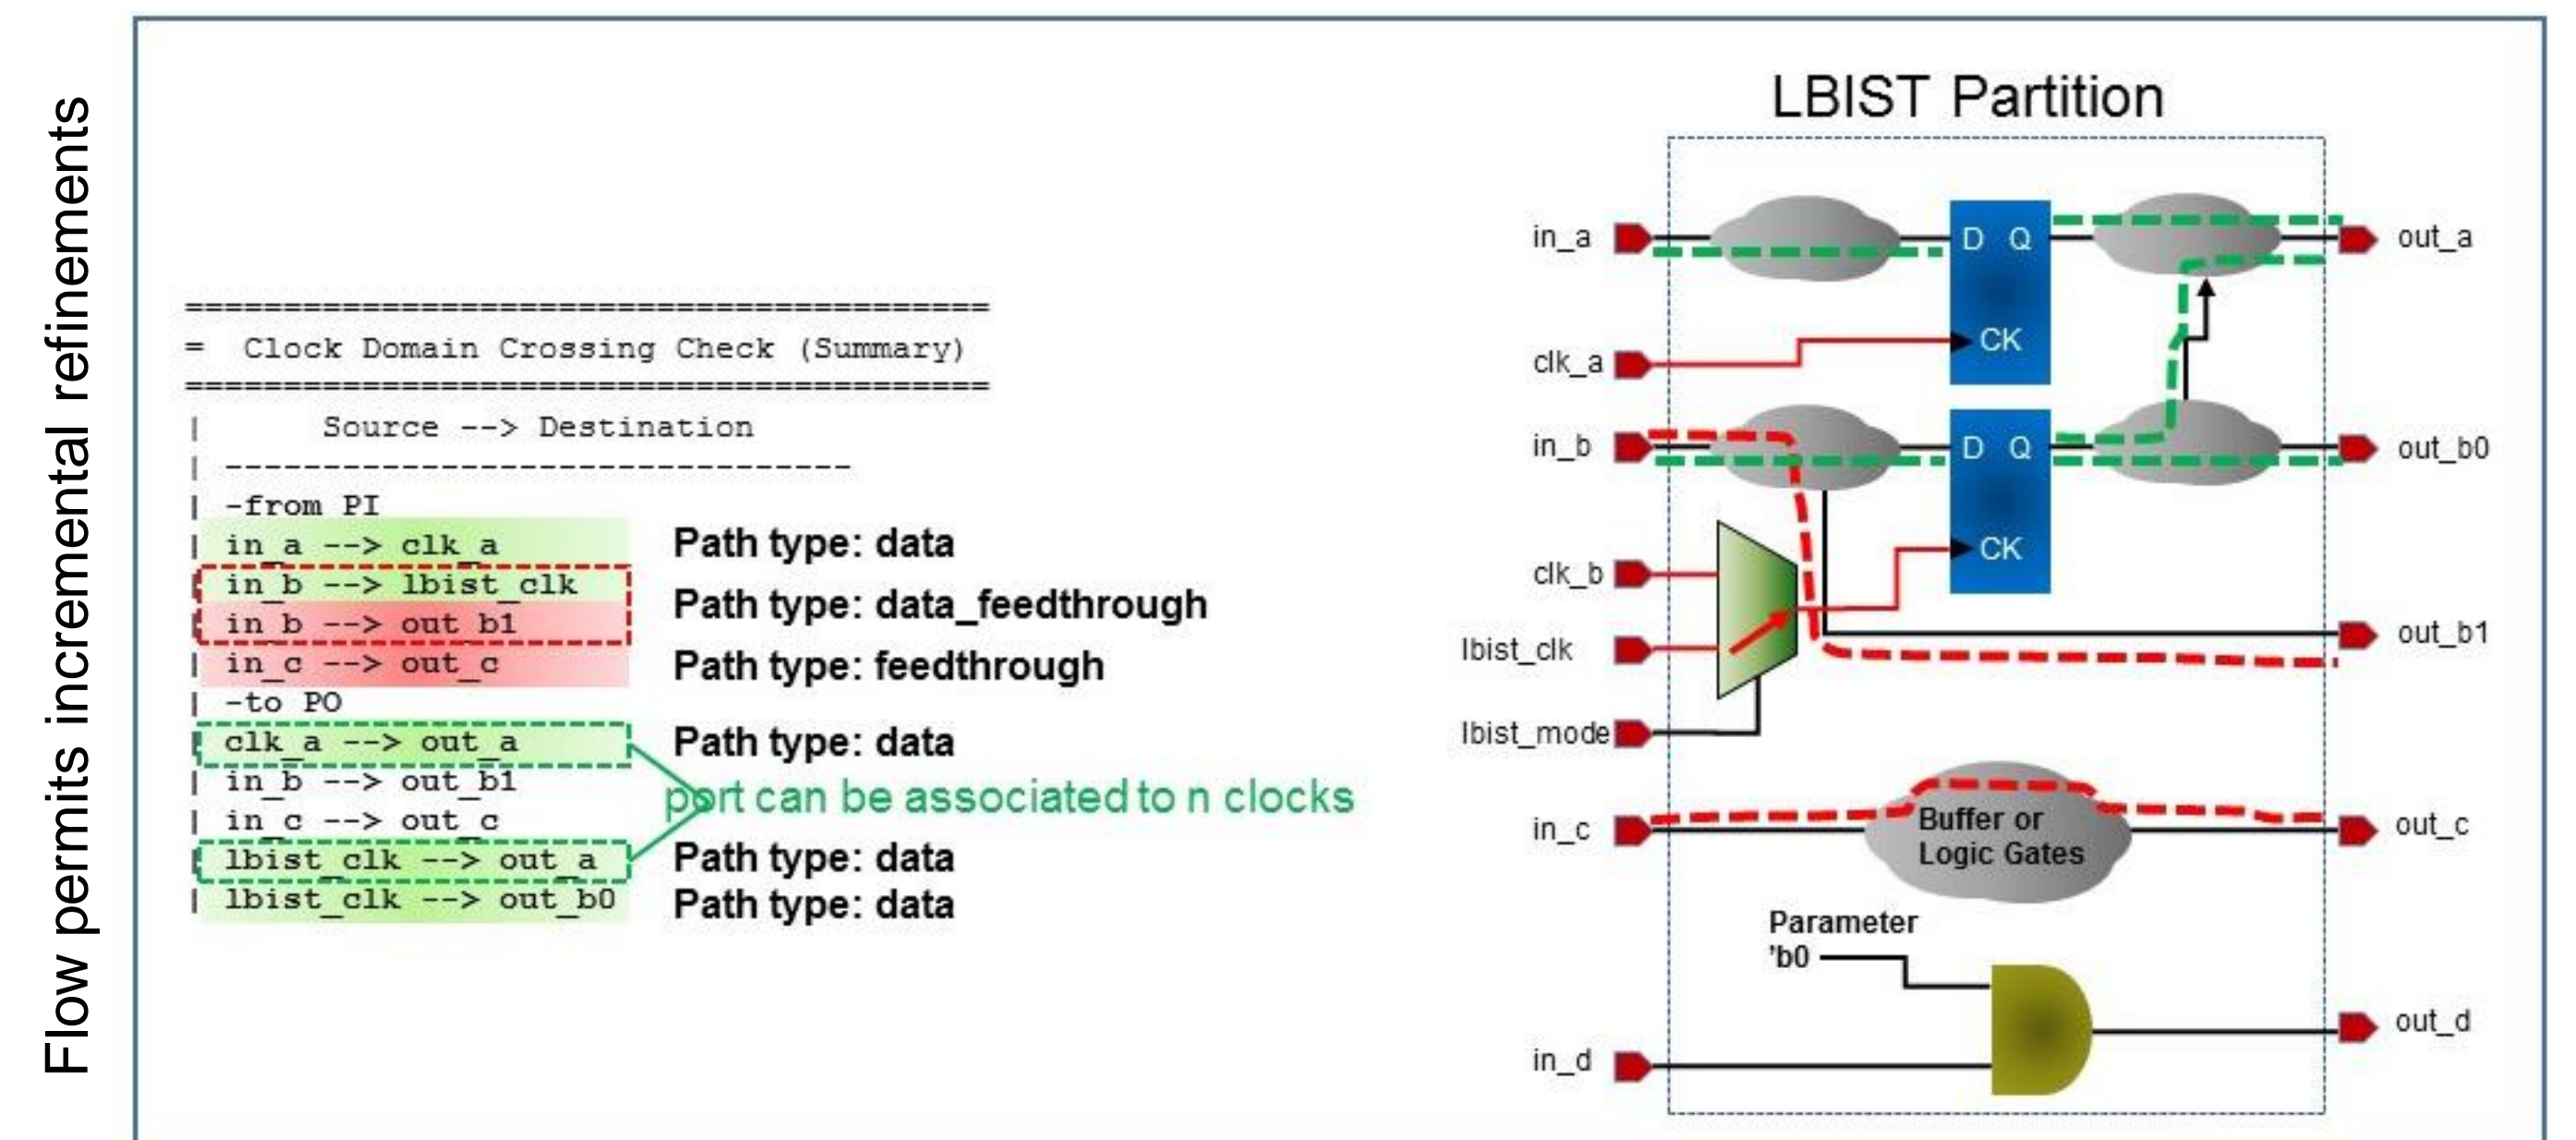 Flow permits incremental refinements
========================================
= Clock Domain Crossing Check (Summary)
========================================
| Source --> Destination
| --------------------------------
| -from PI
| in_a --> clk_a
| in_b --> lbist_clk
| in_b --> out_b1
| in_c --> out_c
| -to PO
| clk_a --> out_a
| in_b --> out_b1
| in_c --> out_c
| lbist_clk --> out_a
| lbist_clk --> out_b0
Path type: data
Path type: data_feedthrough
Path type: feedthrough
Path type: data
port can be associated to n clocks
Path type: data
Path type: data
LBIST Partition
in_a
D Q
out_a
clk_a
CK
in_b
D Q
out_b0
clk_b
CK
lbist_clk
out_b1
lbist_mode
in_c
Buffer or
Logic Gates
out_c
Parameter
'b0
in_d
out_d